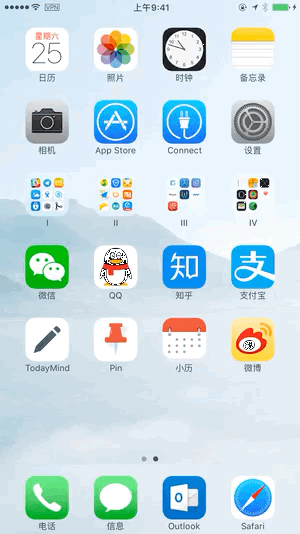 VPN 上午9:41
星期六
25
日历 照片 时钟 备忘录
相机 App Store Connect 设置
I II III IV
知 支
微信 QQ 知乎 支付宝
TodayMind Pin 小历 微博
电话 信息 Outlook Safari